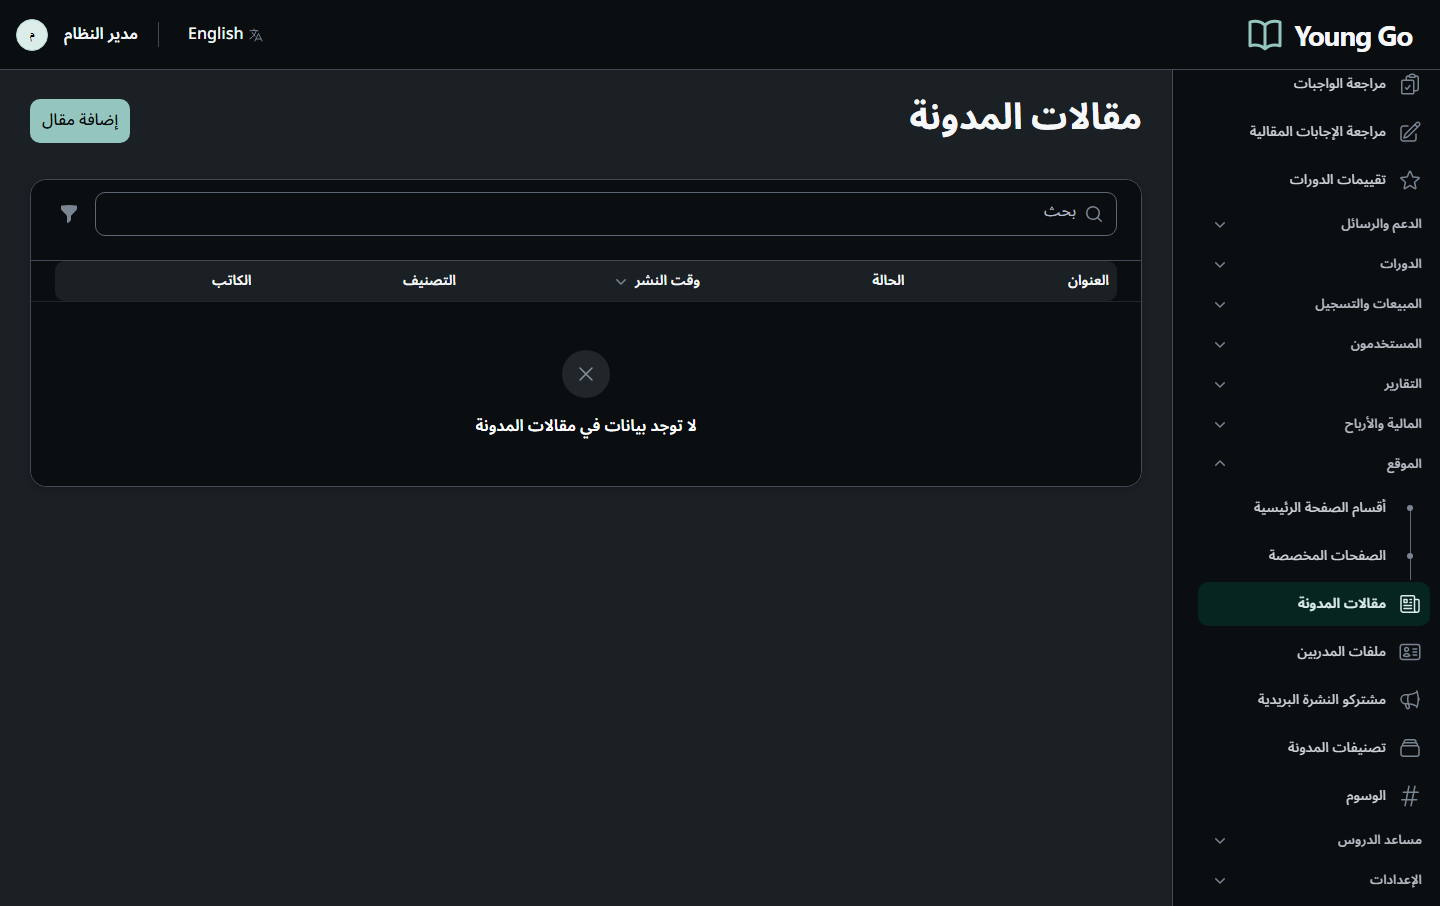 Young Go
English
مدير النظام
م
مراجعة الواجبات
مراجعة الإجابات المقالية
تقييمات الدورات
الدعم والرسائل
الدورات
المبيعات والتسجيل
المستخدمون
التقارير
المالية والأرباح
الموقع
أقسام الصفحة الرئيسية
الصفحات المخصصة
مقالات المدونة
ملفات المدربين
مشتركو النشرة البريدية
تصنيفات المدونة
الوسوم
مساعد الدروس
الإعدادات
مقالات المدونة
إضافة مقال
بحث
العنوان الحالة وقت النشر التصنيف الكاتب
لا توجد بيانات في مقالات المدونة